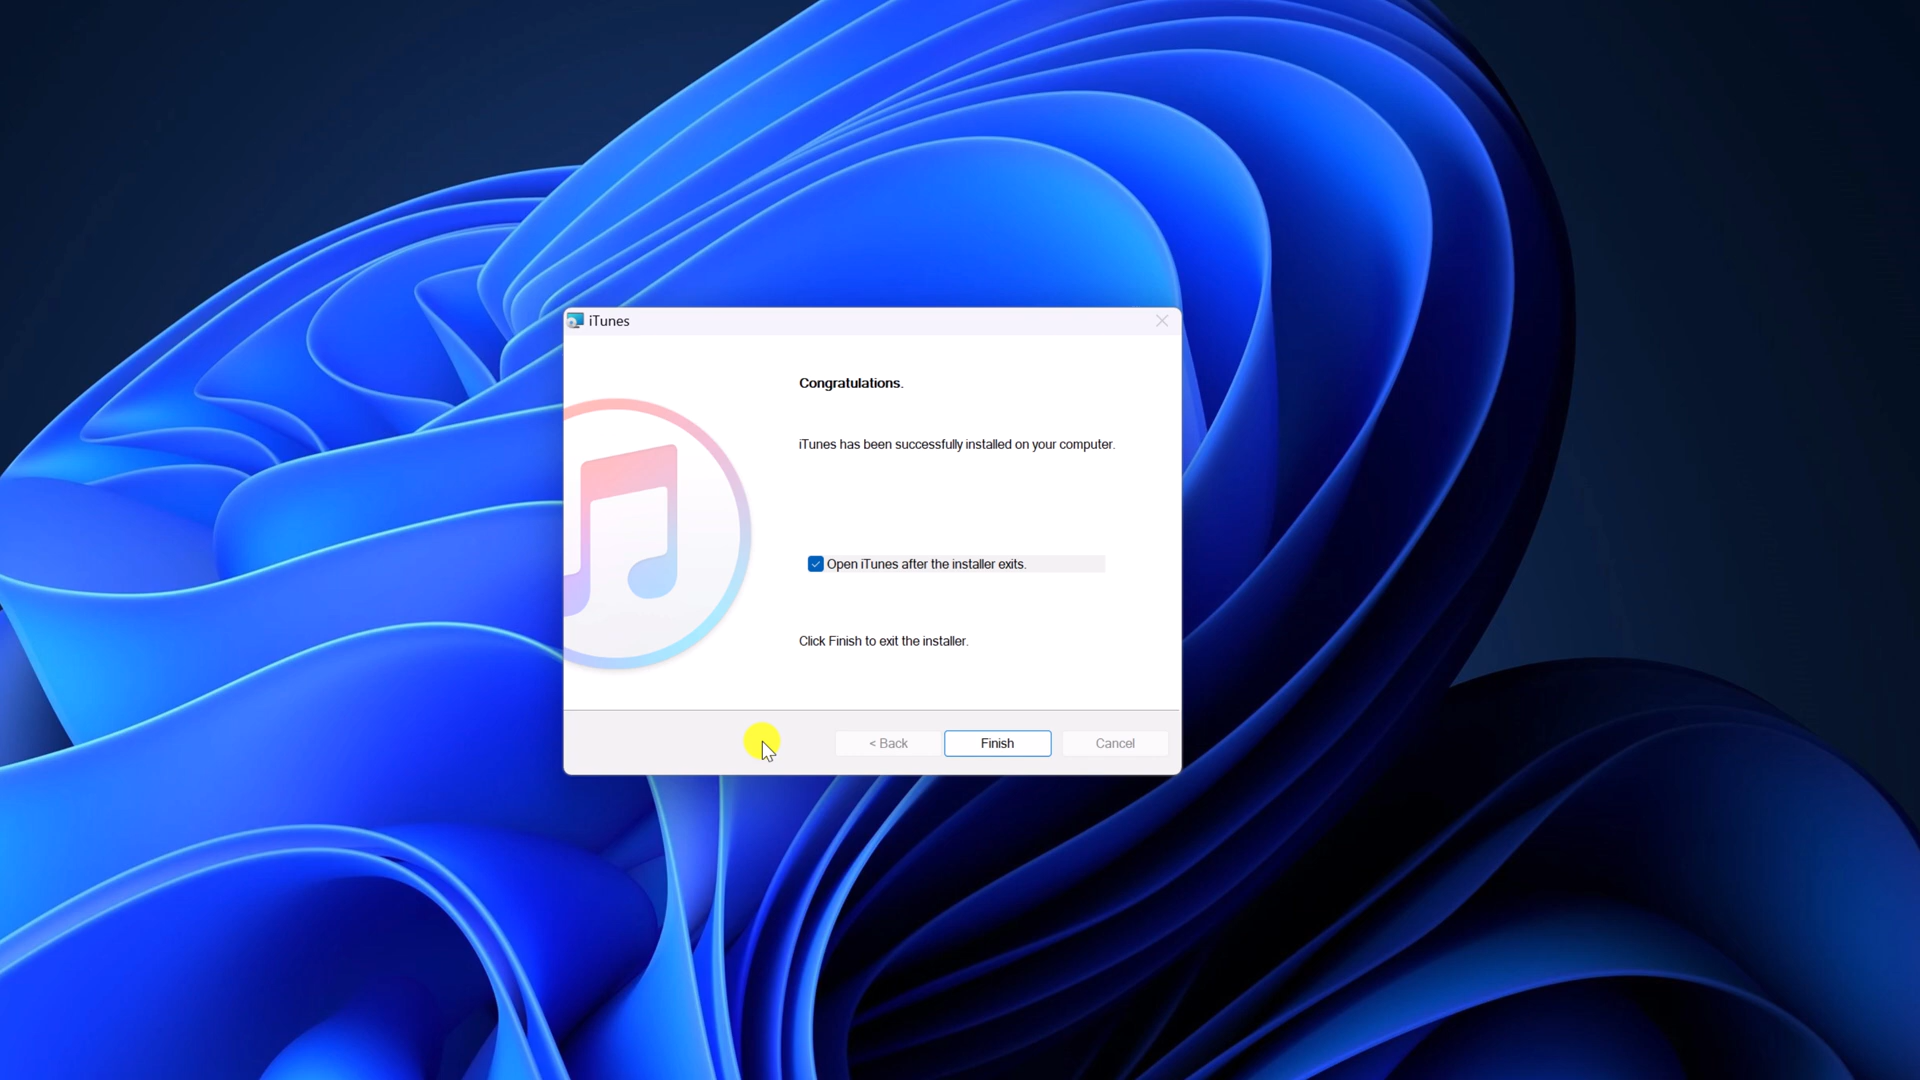 iTunes
Congratulations.
iTunes has been successfully installed on your computer.
Open iTunes after the installer exits.
Click Finish to exit the installer.
< Back
Finish
Cancel